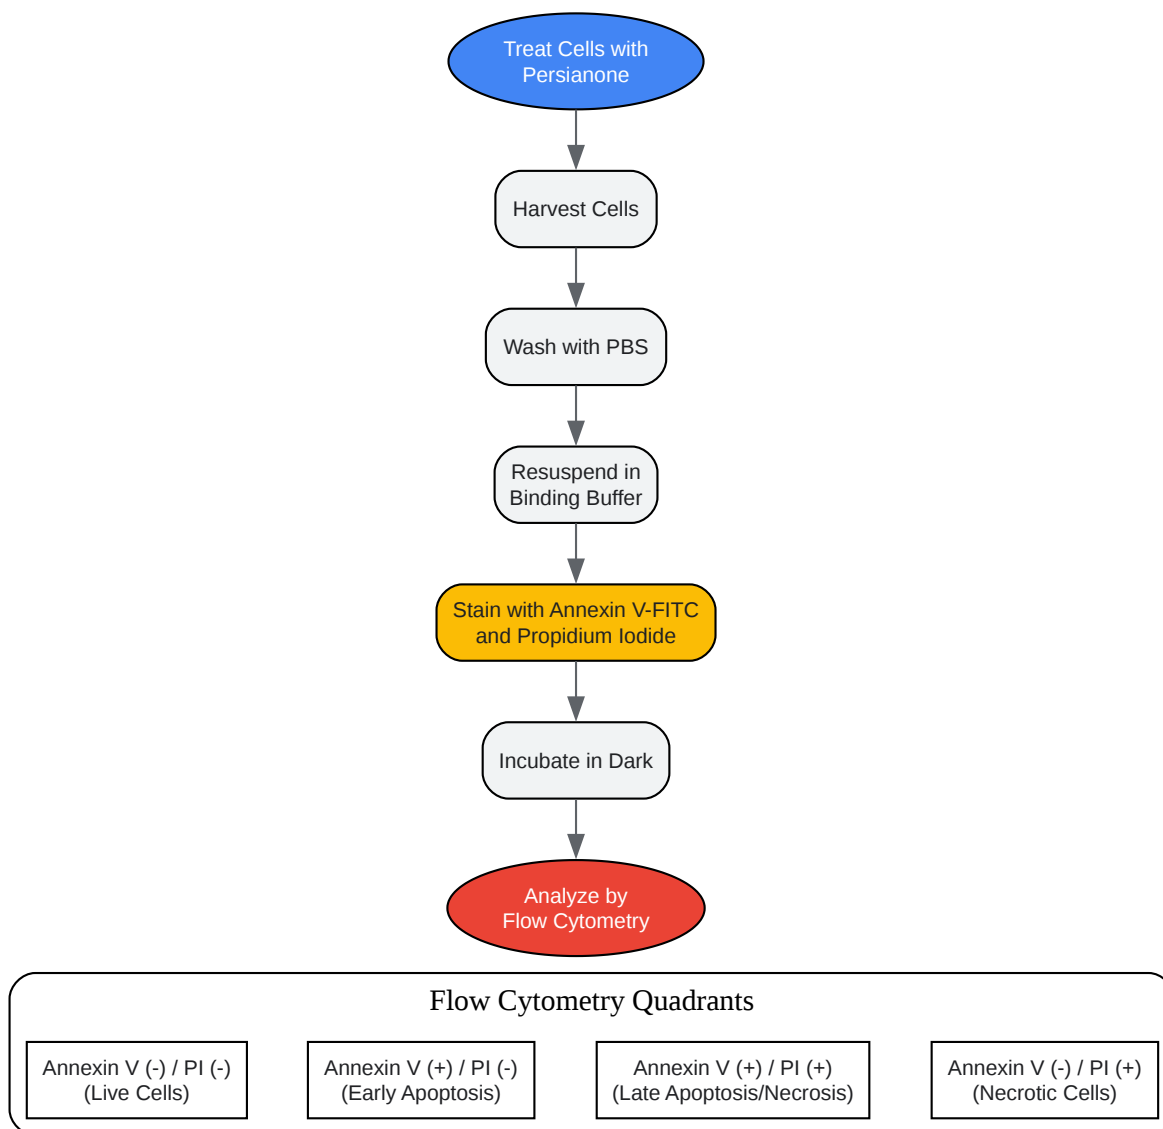 Treat Cells with
Persianone
Harvest Cells
Wash with PBS
Resuspend in
Binding Buffer
Stain with Annexin V-FITC
and Propidium Iodide
Incubate in Dark
Analyze by
Flow Cytometry
Flow Cytometry Quadrants
Annexin V (-) / PI (-)
(Live Cells)
Annexin V (+) / PI (-)
(Early Apoptosis)
Annexin V (+) / PI (+)
(Late Apoptosis/Necrosis)
Annexin V (-) / PI (+)
(Necrotic Cells)